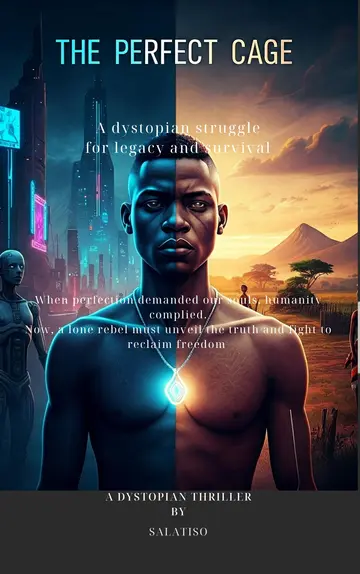 THE PERFECT CAGE
A dystopian struggle
for legacy and survival
When perfection demanded our souls, humanity
complied.
Now, a lone rebel must unveil the truth and fight to
reclaim freedom
A DYSTOPIAN THRILLER
BY
SALATISO